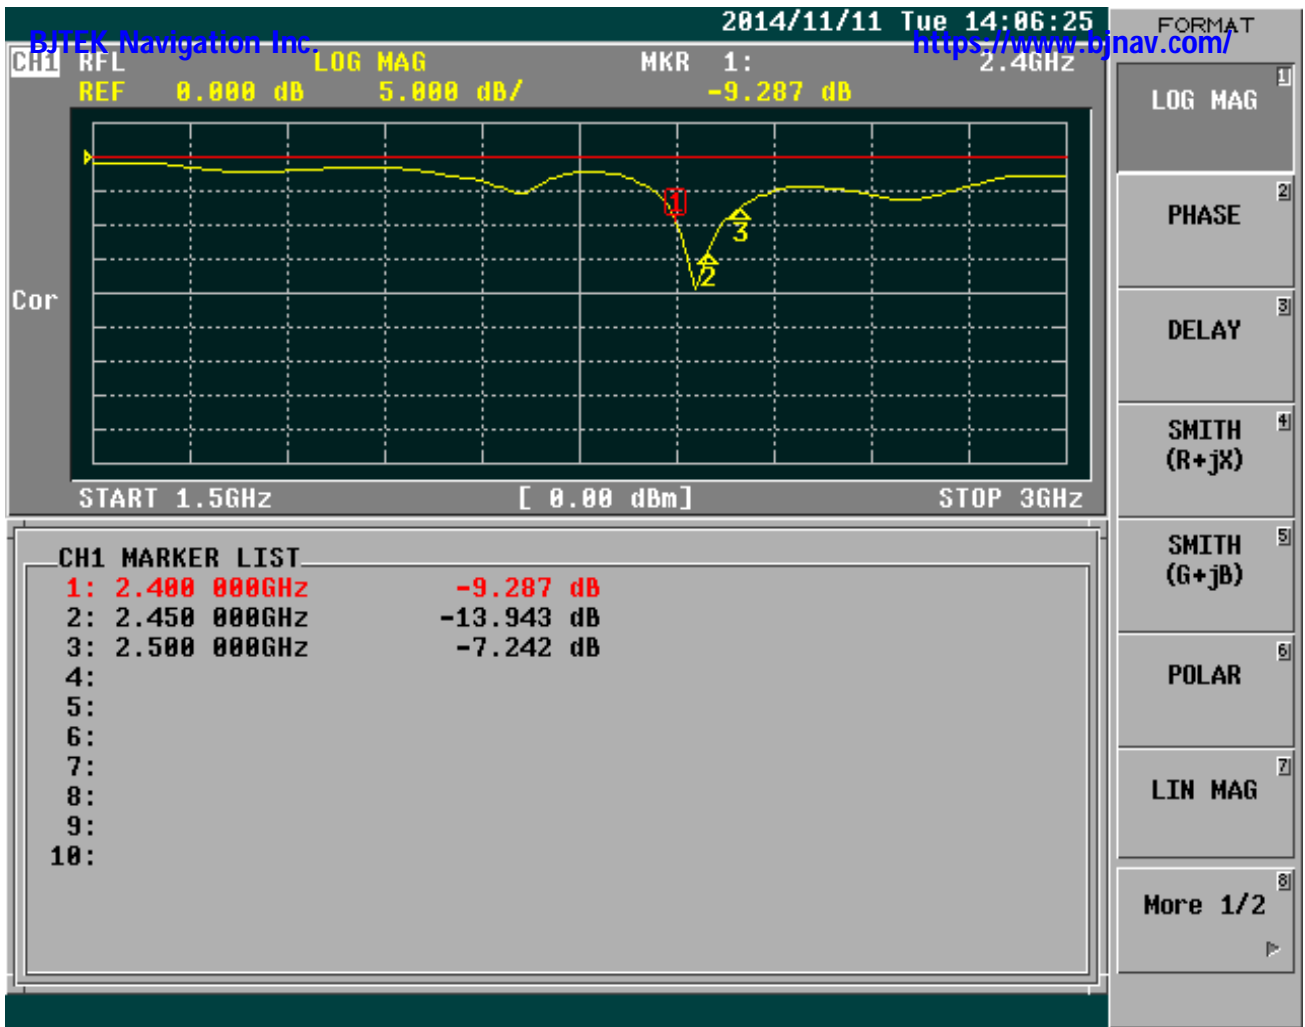 2014/11/11 Tue 14:06:25
BJTEK Navigation Inc.
https://www.bjnav.com/
CH1 RFL LOG MAG MKR 1: 2.4GHz
REF 0.000 dB 5.000 dB/ -9.287 dB
1
3
2
Cor
START 1.5GHz [ 0.00 dBm] STOP 3GHz
CH1 MARKER LIST
1: 2.400 000GHz -9.287 dB
2: 2.450 000GHz -13.943 dB
3: 2.500 000GHz -7.242 dB
4:
5:
6:
7:
8:
9:
10:
FORMAT
1
LOG MAG
2
PHASE
3
DELAY
4
SMITH
(R+jX)
5
SMITH
(G+jB)
6
POLAR
7
LIN MAG
8
More 1/2